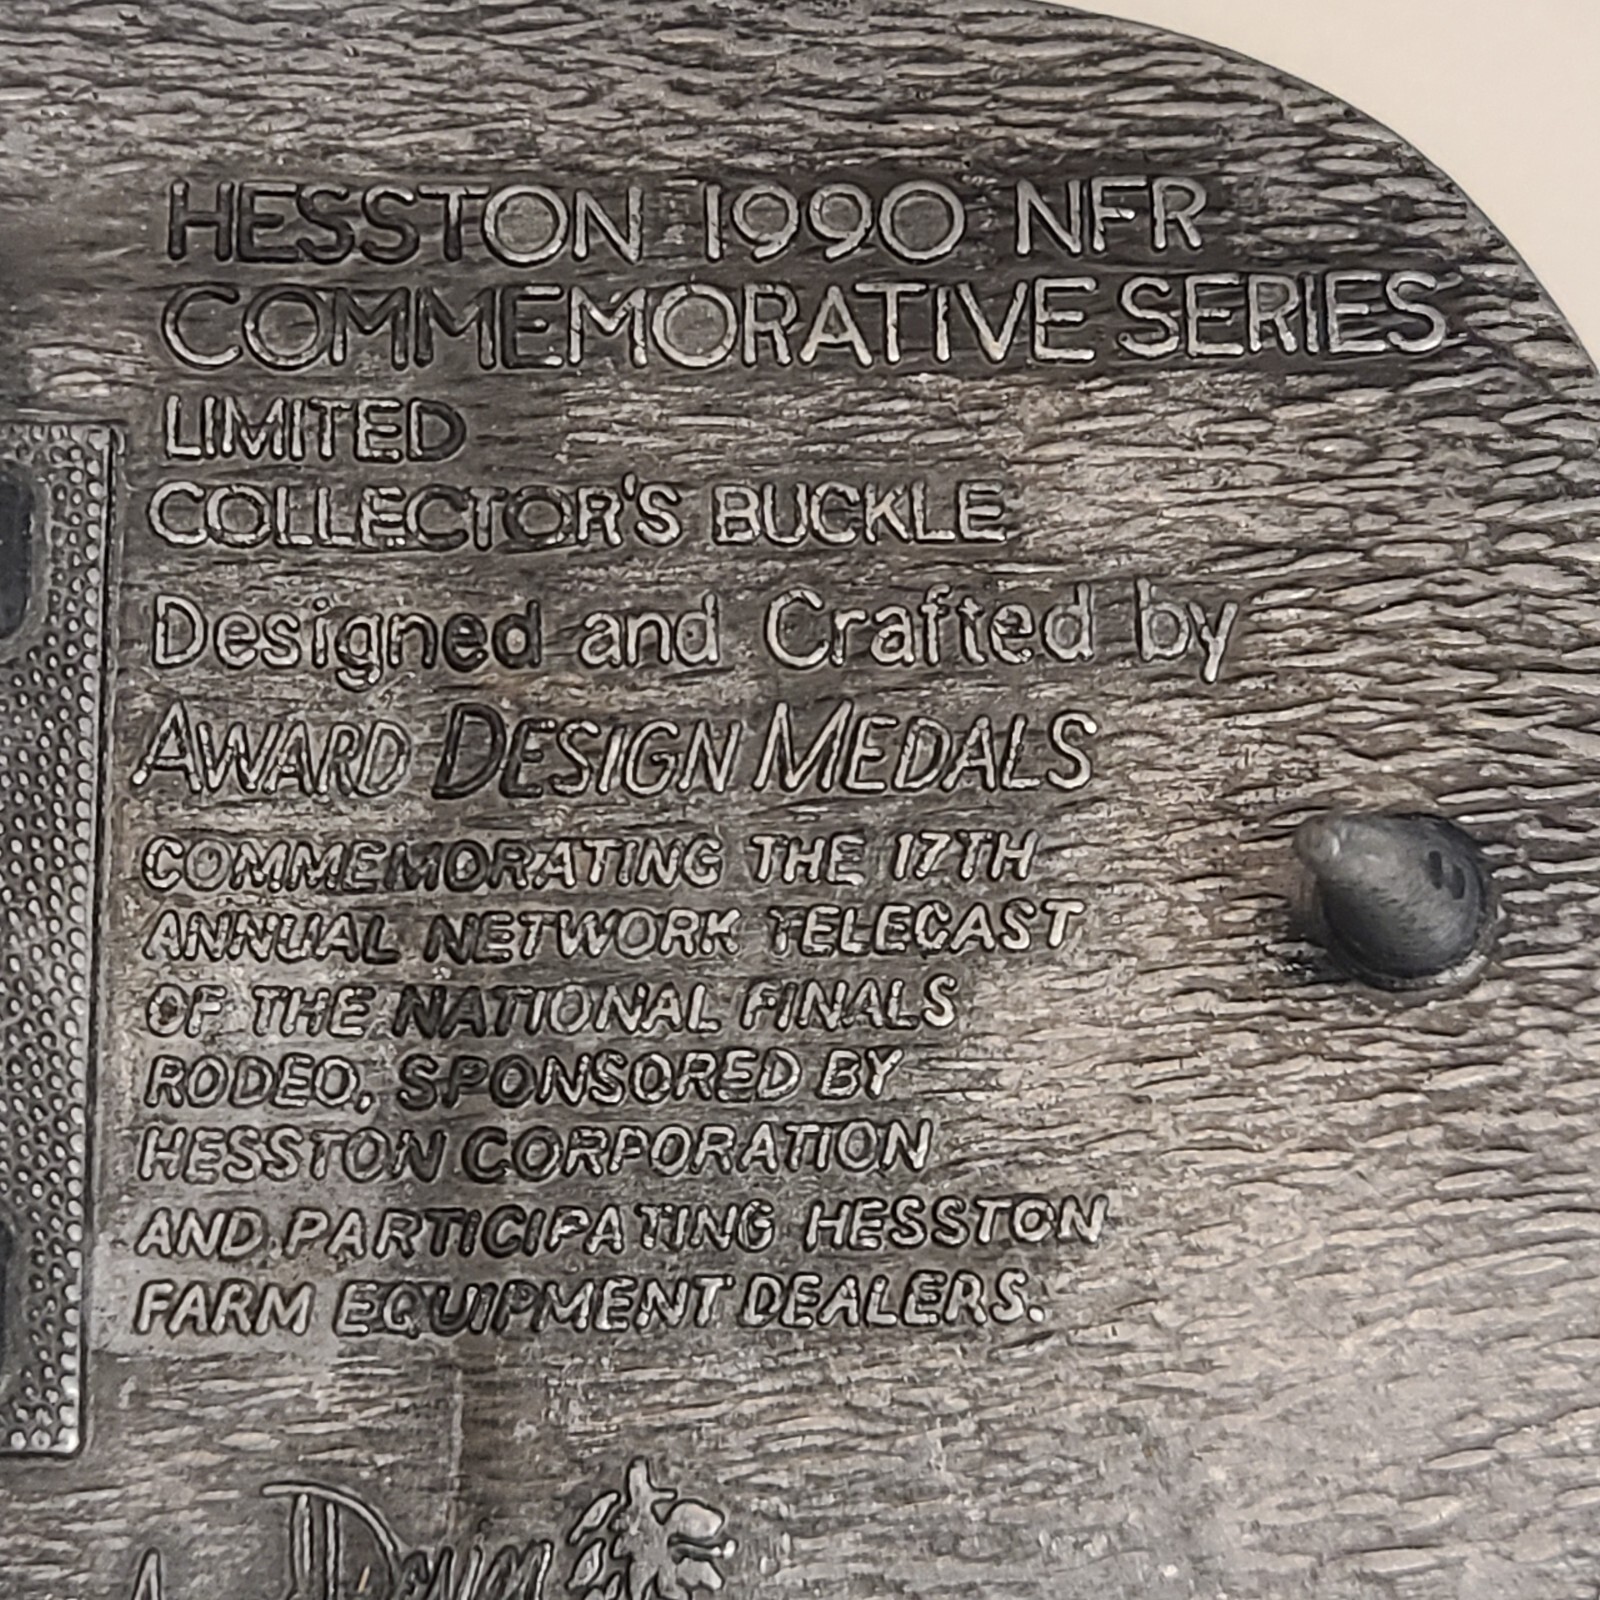 HESSTON 1990 NFR
COMMEMORATIVE SERIES
LIMITED
COLLECTOR'S BUCKLE
Designed and Crafted by
AWARD DESIGN MEDALS
COMMEMORATING THE 17TH
ANNUAL NETWORK TELECAST
OF THE NATIONAL FINALS
RODEO, SPONSORED BY
HESSTON CORPORATION
AND PARTICIPATING HESSTON
FARM EQUIPMENT DEALERS.